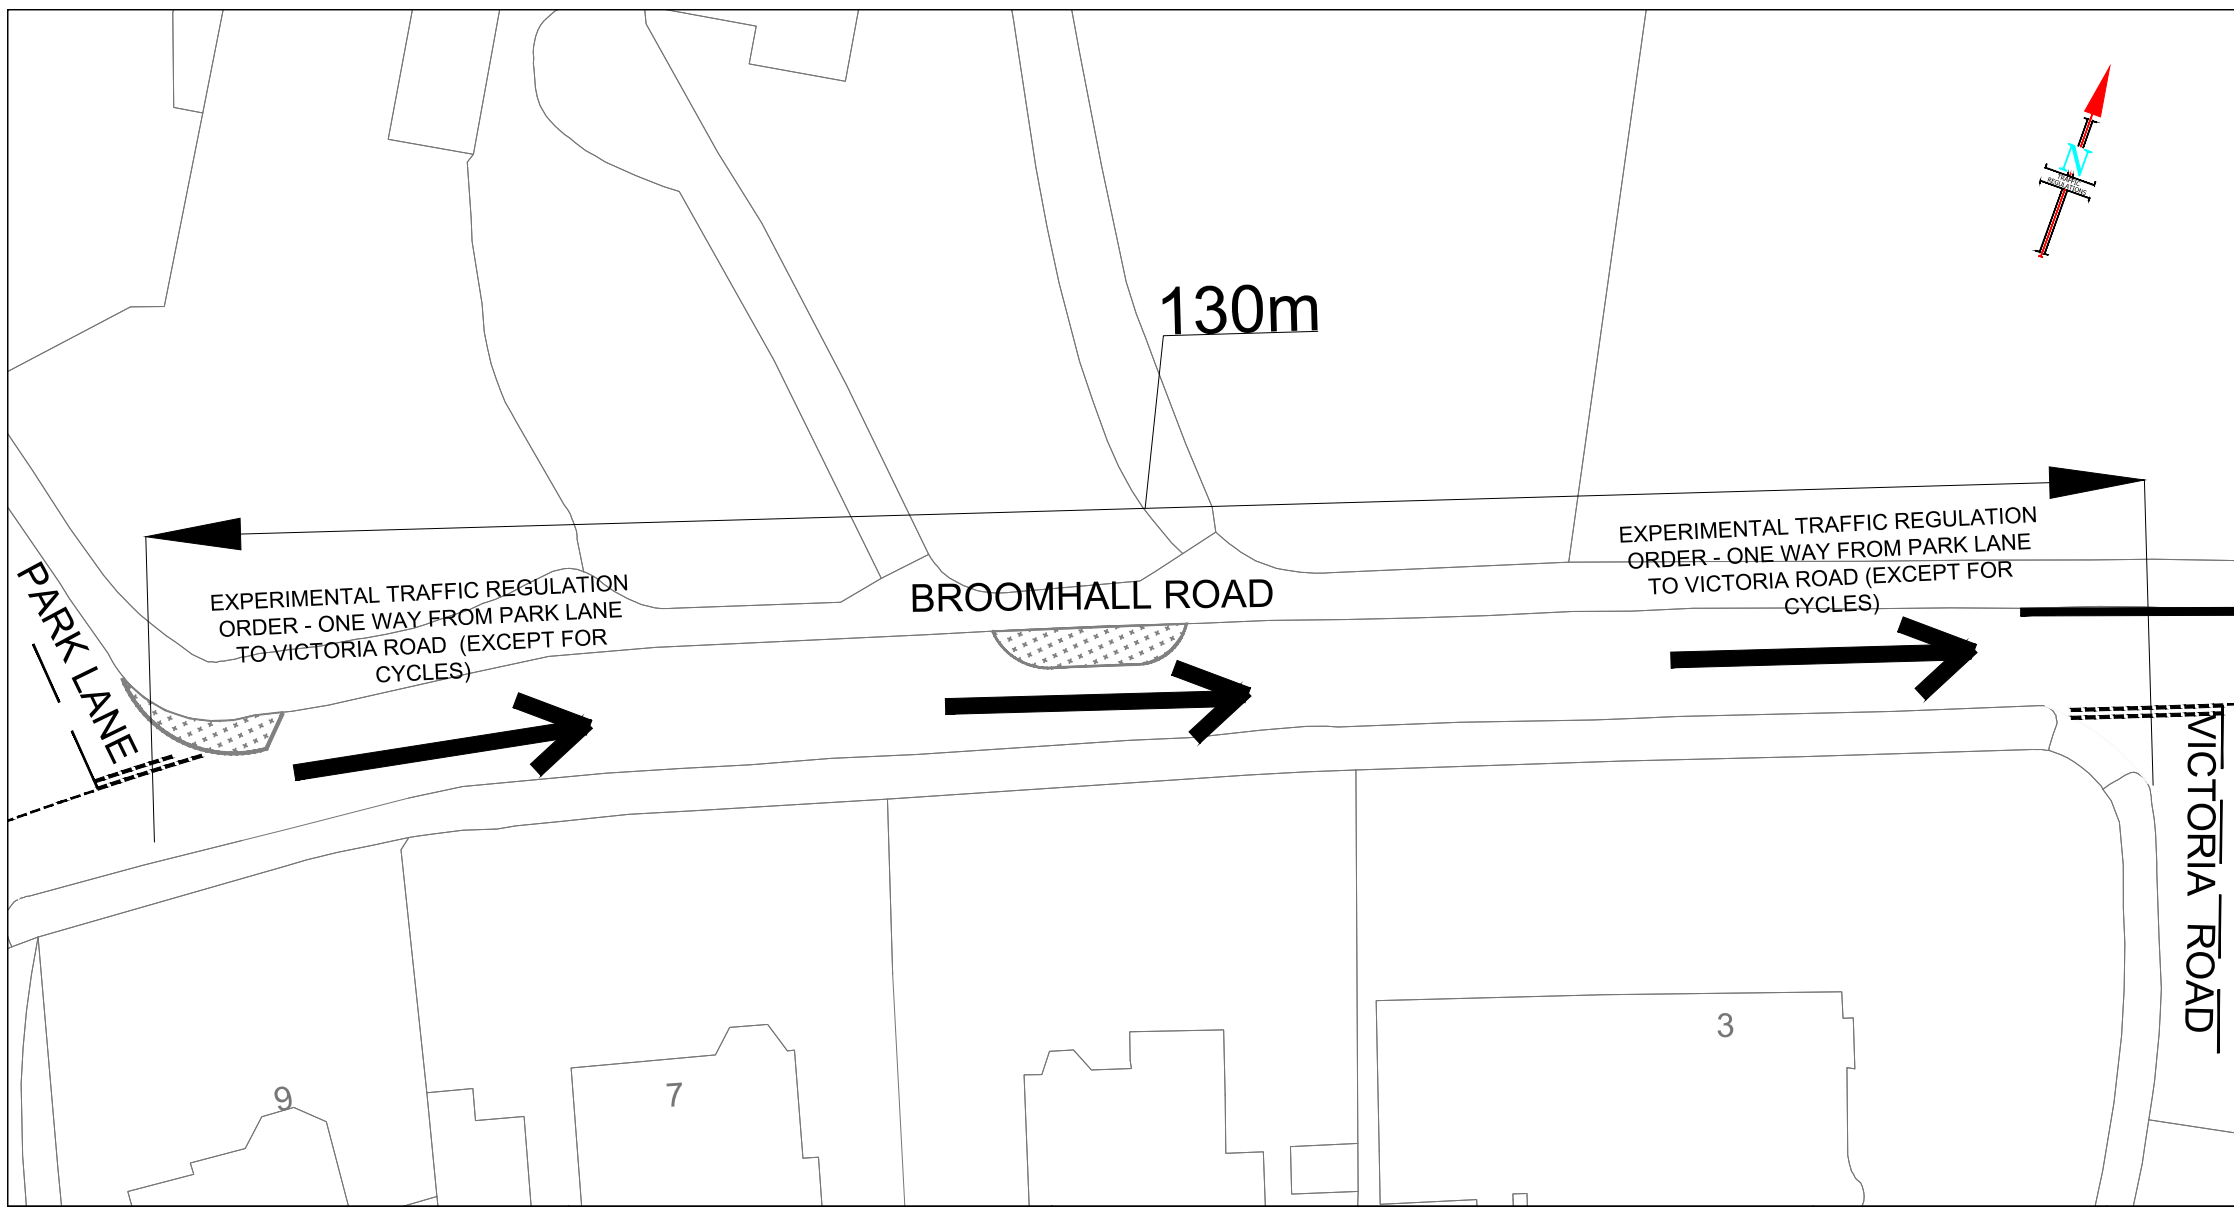 N
TRAFFIC
REGULATIONS
130m
EXPERIMENTAL TRAFFIC REGULATION
ORDER - ONE WAY FROM PARK LANE
TO VICTORIA ROAD (EXCEPT FOR
CYCLES)
EXPERIMENTAL TRAFFIC REGULATION
ORDER - ONE WAY FROM PARK LANE
TO VICTORIA ROAD (EXCEPT FOR
CYCLES)
BROOMHALL ROAD
PARK LANE
VICTORIA ROAD
9
7
3